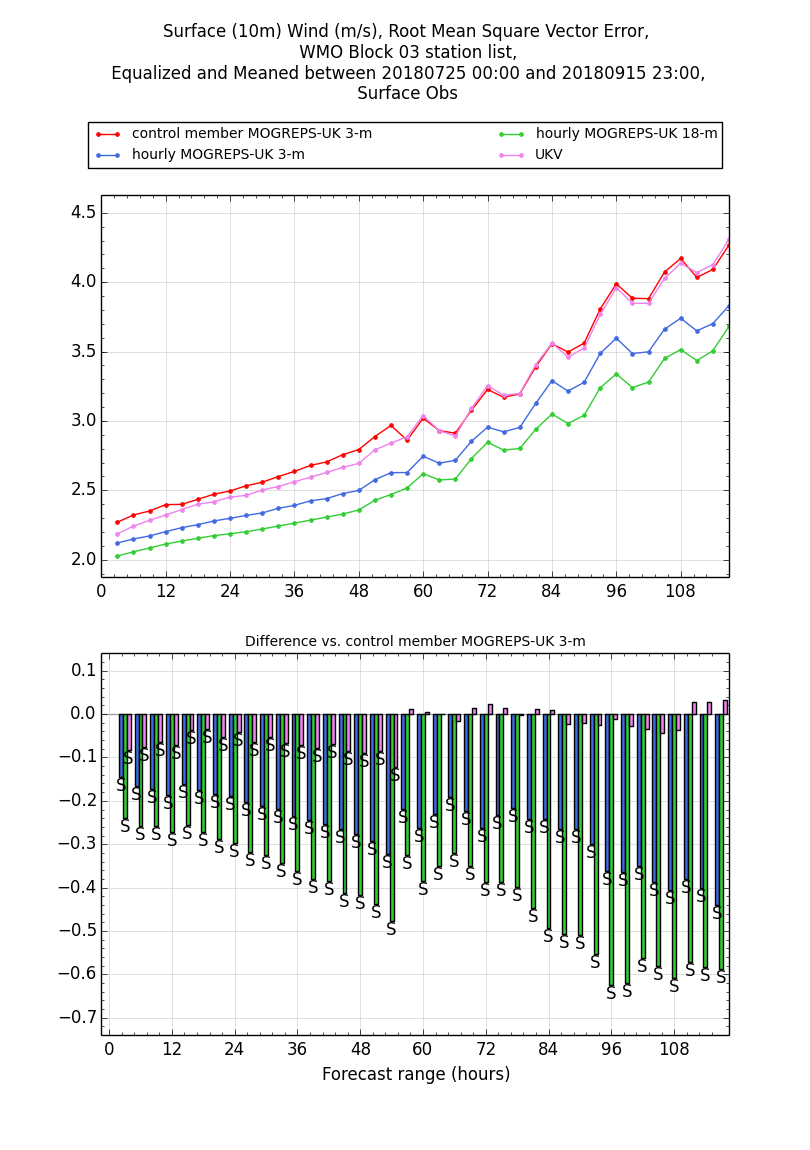 Surface (10m) Wind (m/s), Root Mean Square Vector Error,
WMO Block 03 station list,
Equalized and Meaned between 20180725 00:00 and 20180915 23:00,
Surface Obs
control member MOGREPS-UK 3-m
hourly MOGREPS-UK 18-m
hourly MOGREPS-UK 3-m
UKV
4.5
4.0
3.5
3.0
2.5
2.0
0 12 24 36 48 60 72 84 96 108
Difference vs. control member MOGREPS-UK 3-m
0.1
0.0
−0.1
−0.2
−0.3
−0.4
−0.5
−0.6
−0.7
0 12 24 36 48 60 72 84 96 108
Forecast range (hours)